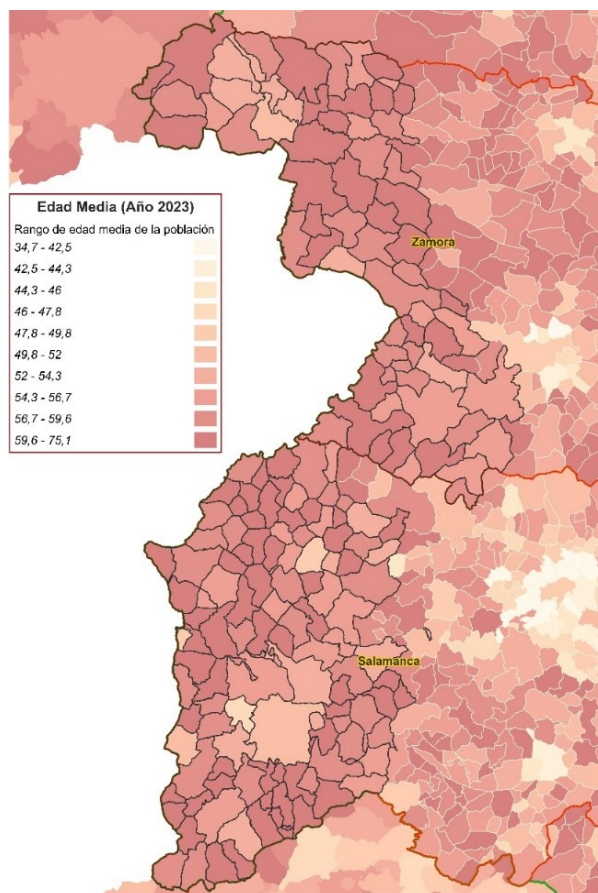 Edad Media (Año 2023)
Rango de edad media de la población
34,7 - 42,5
42,5 - 44,3
44,3 - 46
46 - 47,8
47,8 - 49,8
49,8 - 52
52 - 54,3
54,3 - 56,7
56,7 - 59,6
59,6 - 75,1
Zamora
Salamanca